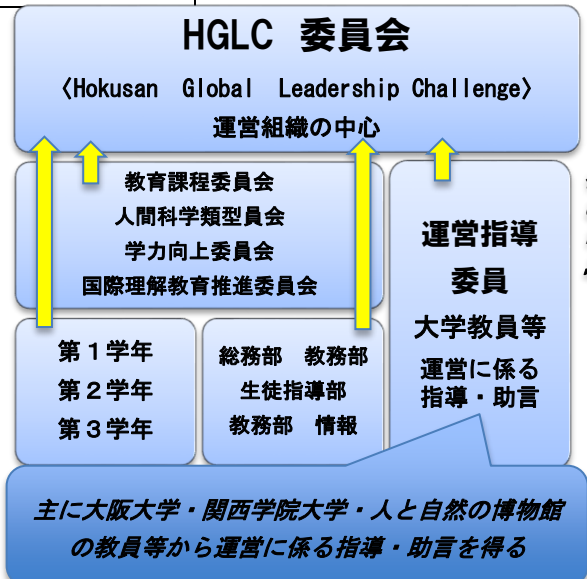 HGLC 委員会
〈Hokusan Global Leadership Challenge〉
運営組織の中心
教育課程委員会
人間科学類型員会
学力向上委員会
国際理解教育推進委員会
運営指導
委員
大学教員等
運営に係る
指導・助言
第１学年
第２学年
第３学年
総務部 教務部
生徒指導部
教務部 情報
主に大阪大学・関西学院大学・人と自然の博物館
の教員等から運営に係る指導・助言を得る